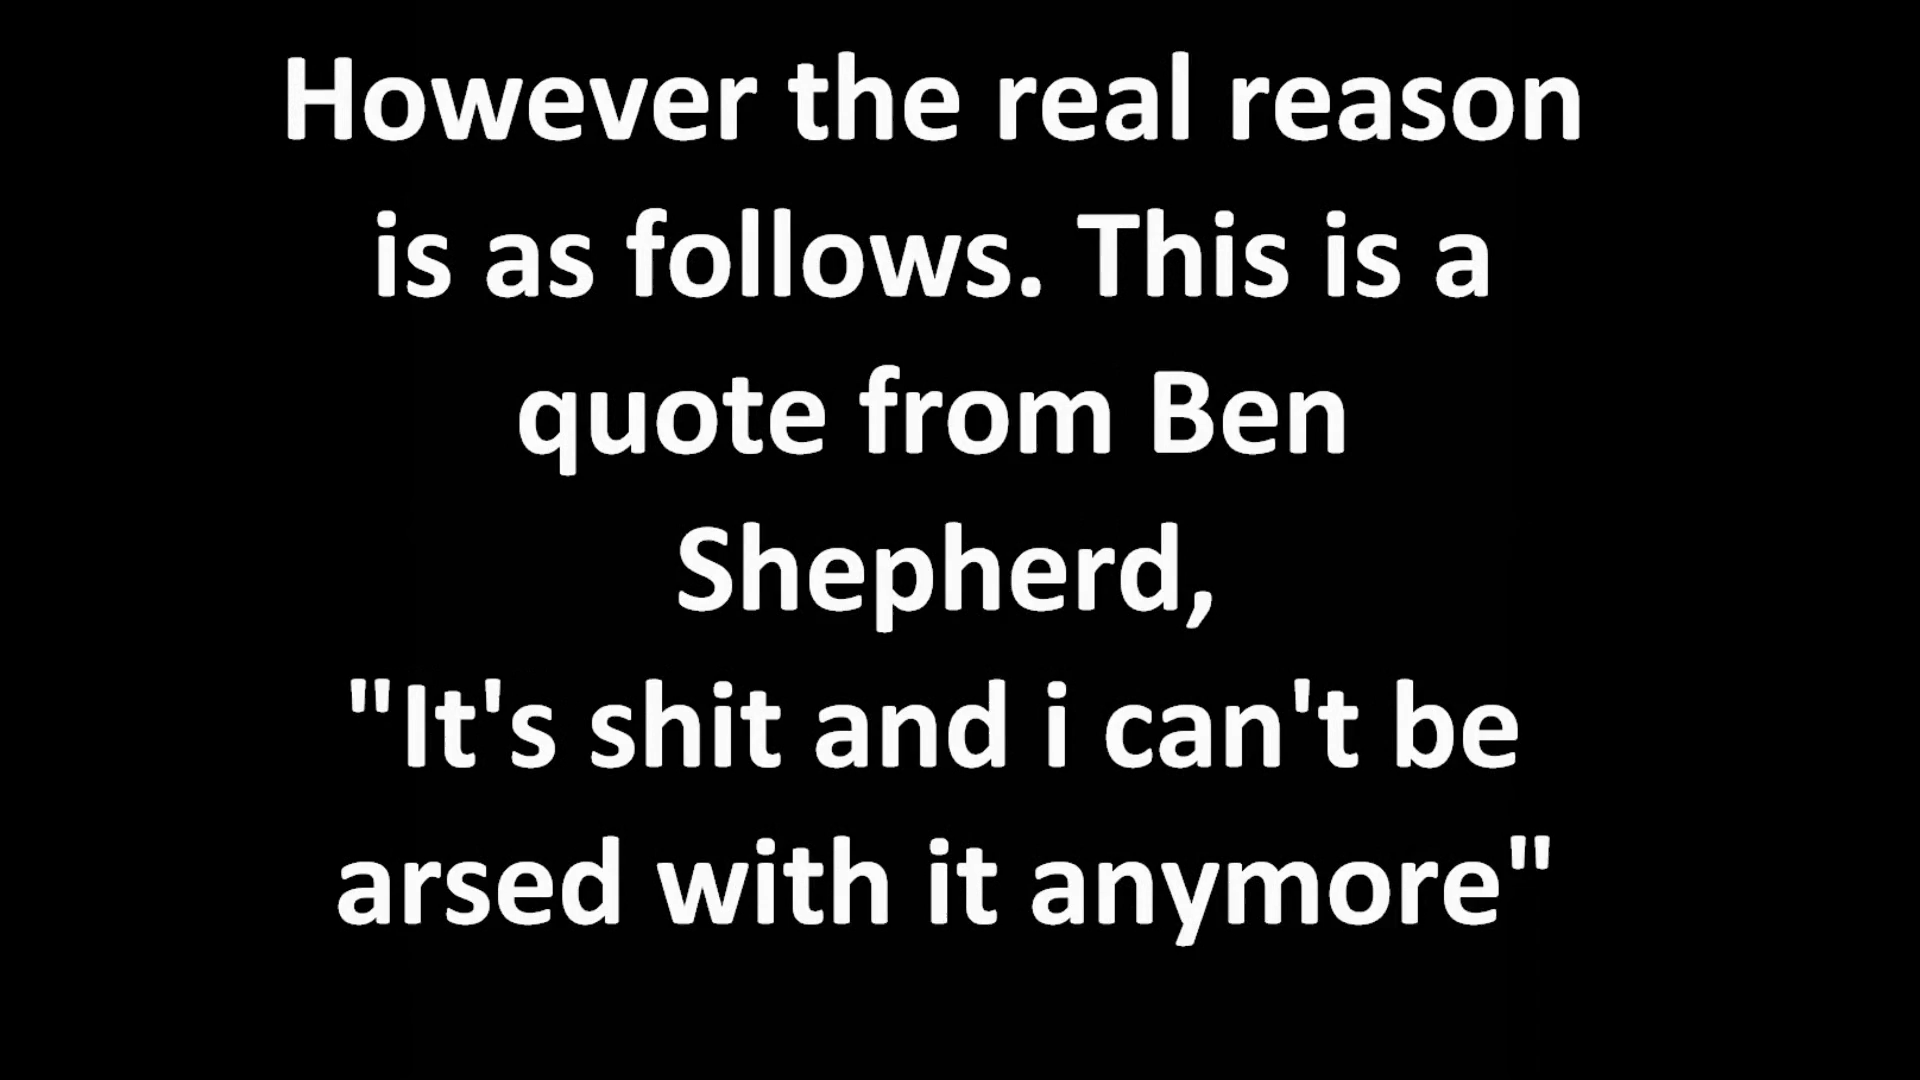 However the real reason
is as follows. This is a
quote from Ben
Shepherd,
"It's shit and i can't be
arsed with it anymore"